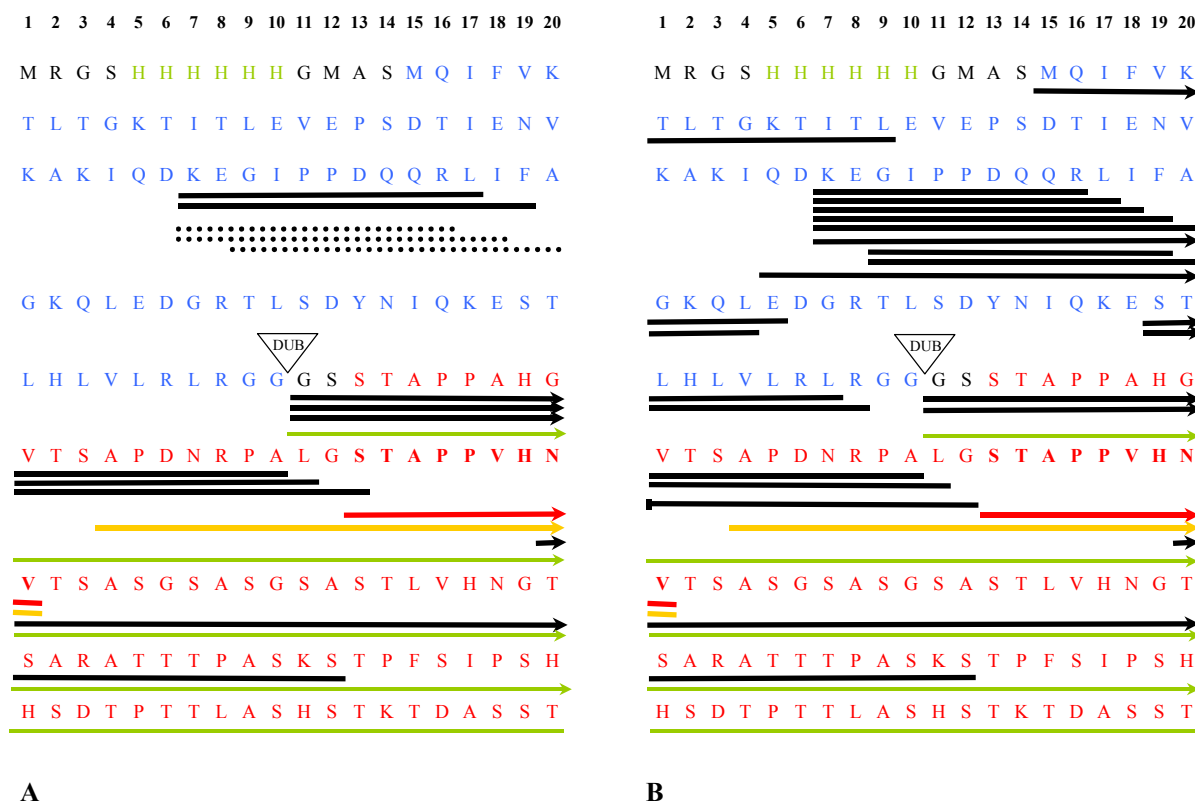 1 2 3 4 5 6 7 8 9 10 11 12 13 14 15 16 17 18 19 20
M R G S H H H H H H G M A S M Q I F V K
T L T G K T I T L E V E P S D T I E N V
K A K I Q D K E G I P P D Q Q R L I F A
G K Q L E D G R T L S D Y N I Q K E S T
DUB
L H L V L R L R G G G S S T A P P A H G
V T S A P D N R P A L G S T A P P V H N
V T S A S G S A S G S A S T L V H N G T
S A R A T T T P A S K S T P F S I P S H
H S D T P T T L A S H S T K T D A S S T
A
1 2 3 4 5 6 7 8 9 10 11 12 13 14 15 16 17 18 19 20
M R G S H H H H H H G M A S M Q I F V K
T L T G K T I T L E V E P S D T I E N V
K A K I Q D K E G I P P D Q Q R L I F A
G K Q L E D G R T L S D Y N I Q K E S T
DUB
L H L V L R L R G G G S S T A P P A H G
V T S A P D N R P A L G S T A P P V H N
V T S A S G S A S G S A S T L V H N G T
S A R A T T T P A S K S T P F S I P S H
H S D T P T T L A S H S T K T D A S S T
B